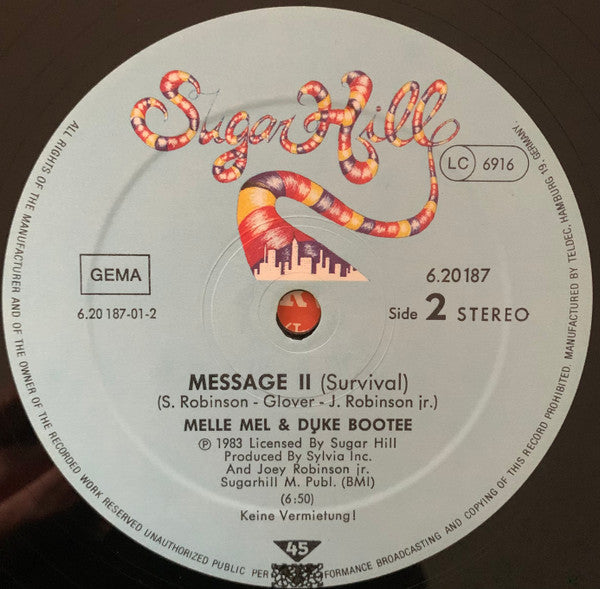 Sugar Hill
LC 6916
GEMA
6.20 187-01-2
6.20187
Side 2 STEREO
MESSAGE II (Survival)
(S. Robinson - Glover - J. Robinson jr.)
MELLE MEL & DUKE BOOTEE
℗ 1983 Licensed By Sugar Hill
Produced By Sylvia Inc.
And Joey Robinson jr.
Sugarhill M. Publ. (BMI)
(6:50)
Keine Vermietung!
45
ALL RIGHTS OF THE MANUFACTURER AND OF THE OWNER OF THE RECORDED WORK RESERVED UNAUTHORIZED PUBLIC PERFORMANCE BROADCASTING AND COPYING OF THIS RECORD PROHIBITED. MANUFACTURED BY TELDEC, HAMBURG 19, GERMANY.